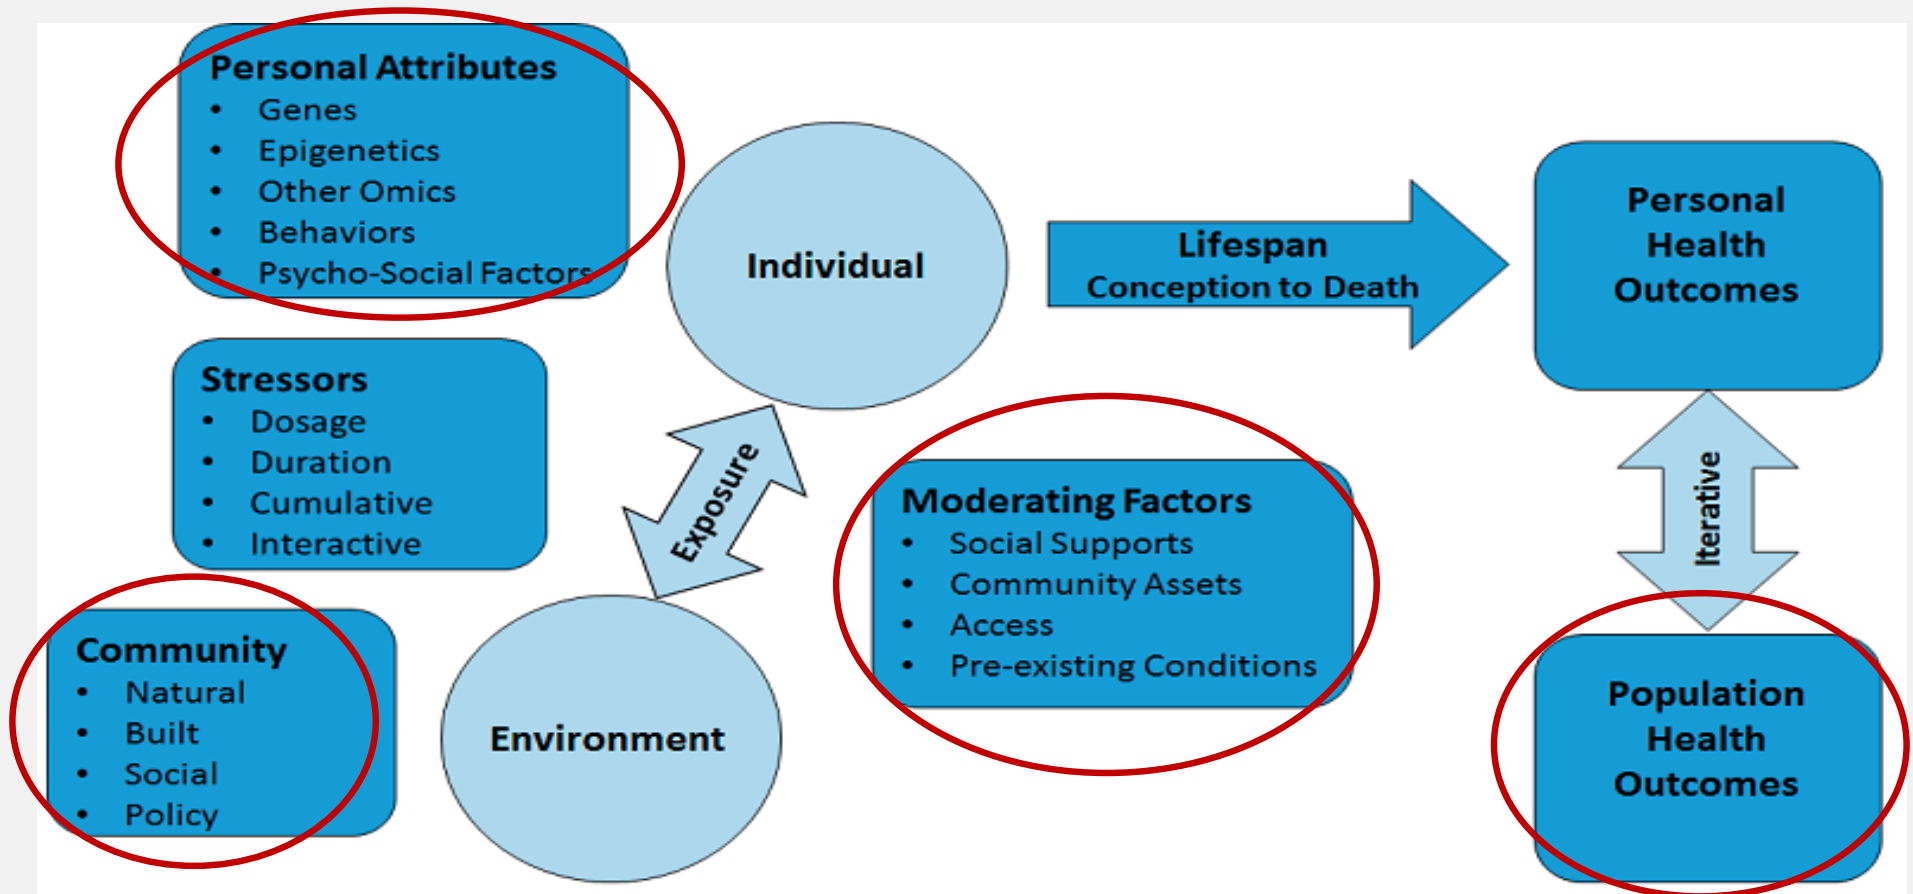 Personal Attributes
• Genes
• Epigenetics
• Other Omics
• Behaviors
• Psycho-Social Factors
Individual
Lifespan
Conception to Death
Personal
Health
Outcomes
Stressors
• Dosage
• Duration
• Cumulative
• Interactive
Exposure
Moderating Factors
• Social Supports
• Community Assets
• Access
• Pre-existing Conditions
Iterative
Community
• Natural
• Built
• Social
• Policy
Environment
Population
Health
Outcomes